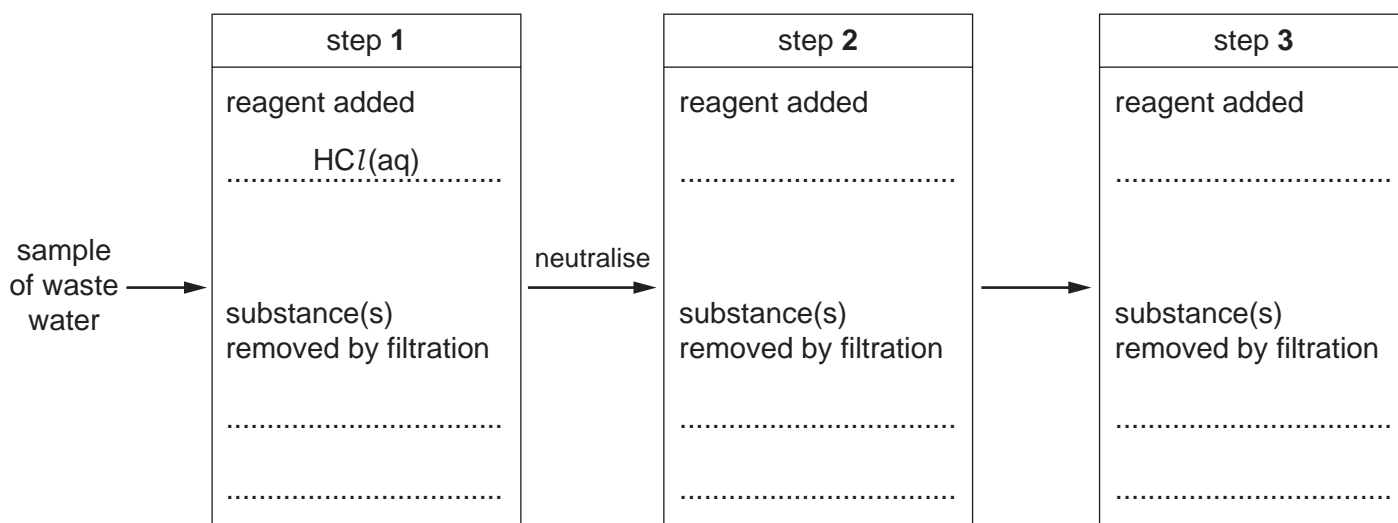 step 1
reagent added
HCl(aq)
..................................
substance(s)
removed by filtration
..................................
..................................
step 2
reagent added
..................................
substance(s)
removed by filtration
..................................
..................................
step 3
reagent added
..................................
substance(s)
removed by filtration
..................................
..................................
sample
of waste
water
neutralise